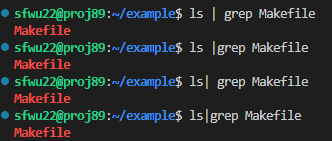 sfwu22@proj89:~/example$ ls | grep Makefile
Makefile
sfwu22@proj89:~/example$ ls |grep Makefile
Makefile
sfwu22@proj89:~/example$ ls| grep Makefile
Makefile
sfwu22@proj89:~/example$ ls|grep Makefile
Makefile